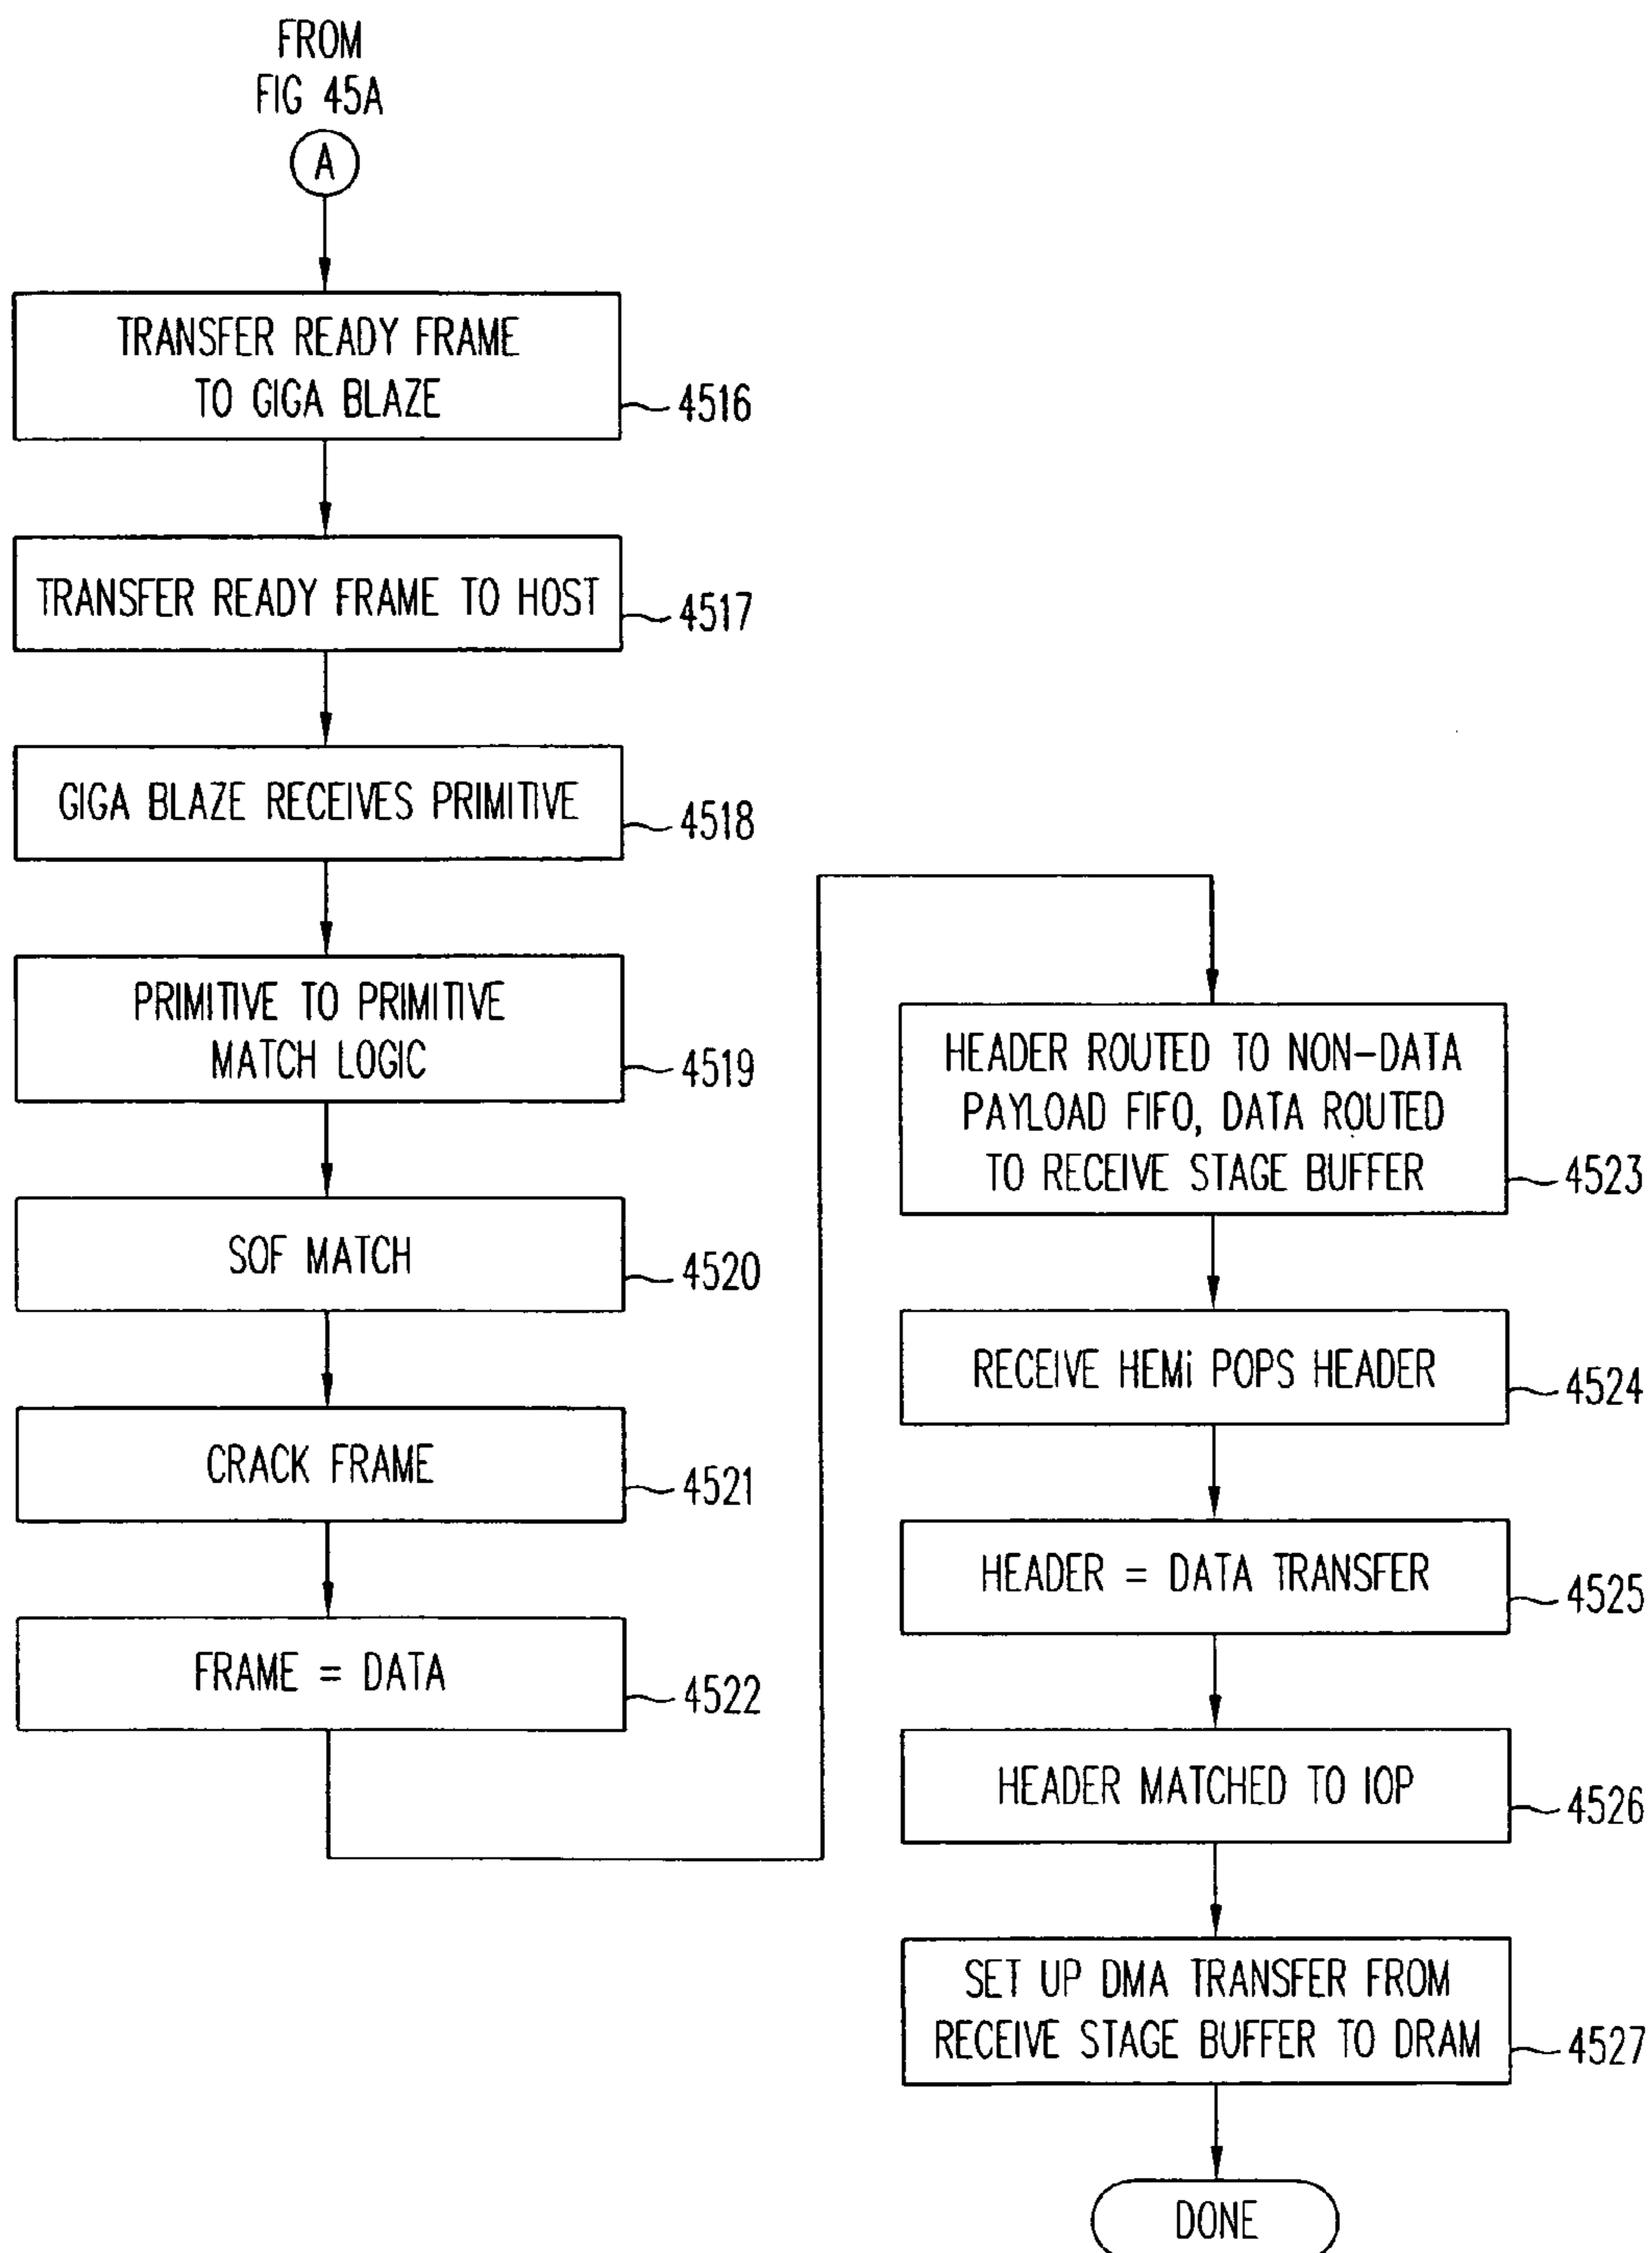 FROM
FIG 45A
A
TRANSFER READY FRAME
TO GIGA BLAZE
4516
TRANSFER READY FRAME TO HOST
4517
GIGA BLAZE RECEIVES PRIMITIVE
4518
PRIMITIVE TO PRIMITIVE
MATCH LOGIC
4519
SOF MATCH
4520
CRACK FRAME
4521
FRAME = DATA
4522
HEADER ROUTED TO NON-DATA
PAYLOAD FIFO, DATA ROUTED
TO RECEIVE STAGE BUFFER
4523
RECEIVE HEMi POPS HEADER
4524
HEADER = DATA TRANSFER
4525
HEADER MATCHED TO IOP
4526
SET UP DMA TRANSFER FROM
RECEIVE STAGE BUFFER TO DRAM
4527
DONE